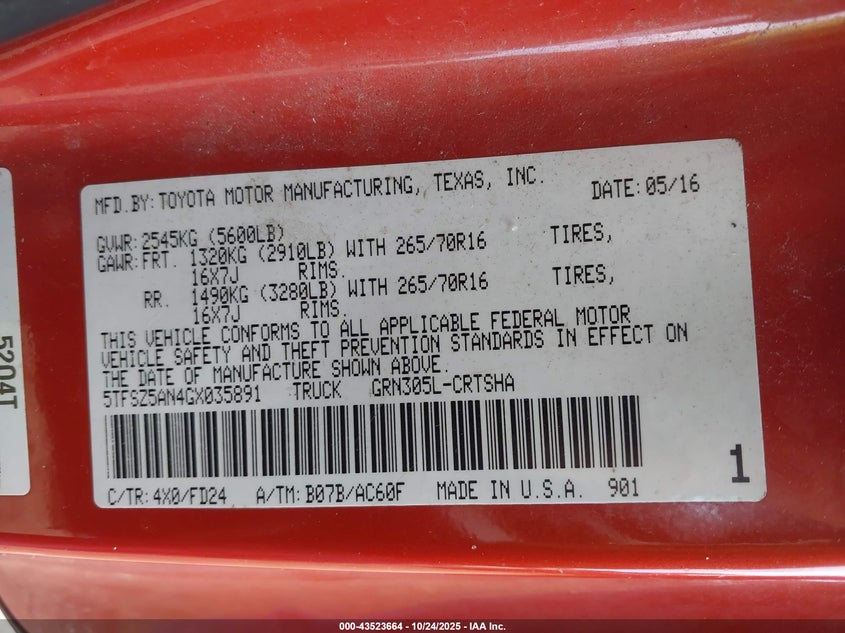 MFD.BY:TOYOTA MOTOR MANUFACTURING, TEXAS, INC. DATE:05/16
GVWR:2545KG (5600LB)
GAWR:FRT. 1320KG (2910LB) WITH 265/70R16 TIRES,
16X7J RIMS.
RR. 1490KG (3280LB) WITH 265/70R16 TIRES,
16X7J RIMS.
THIS VEHICLE CONFORMS TO ALL APPLICABLE FEDERAL MOTOR
VEHICLE SAFETY AND THEFT PREVENTION STANDARDS IN EFFECT ON
THE DATE OF MANUFACTURE SHOWN ABOVE.
5TFSZ5AN4GX035891 TRUCK GRN305L-CRTSHA
C/TR:4X0/FD24 A/TM:B07B/AC60F MADE IN U.S.A. 901
1
5204T
000-43523664 - 10/24/2025 - IAA Inc.